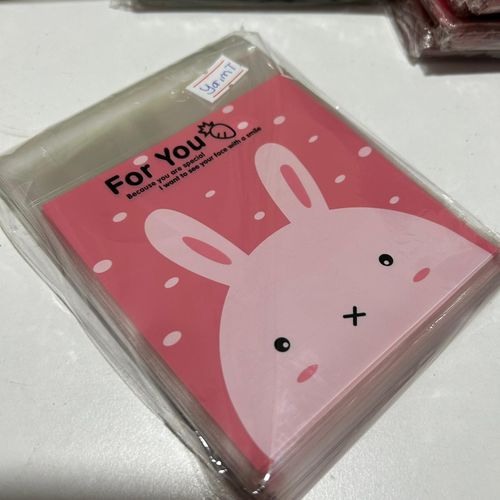 For You
Because you are special
I want to see your face with a smile